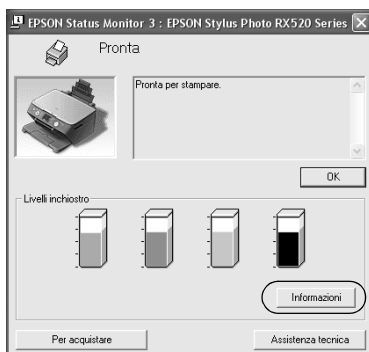 EPSON Status Monitor 3 : EPSON Stylus Photo RX520 Series
Pronta
Pronta per stampare.
OK
Livelli inchiostro
Informazioni
Per acquistare
Assistenza tecnica